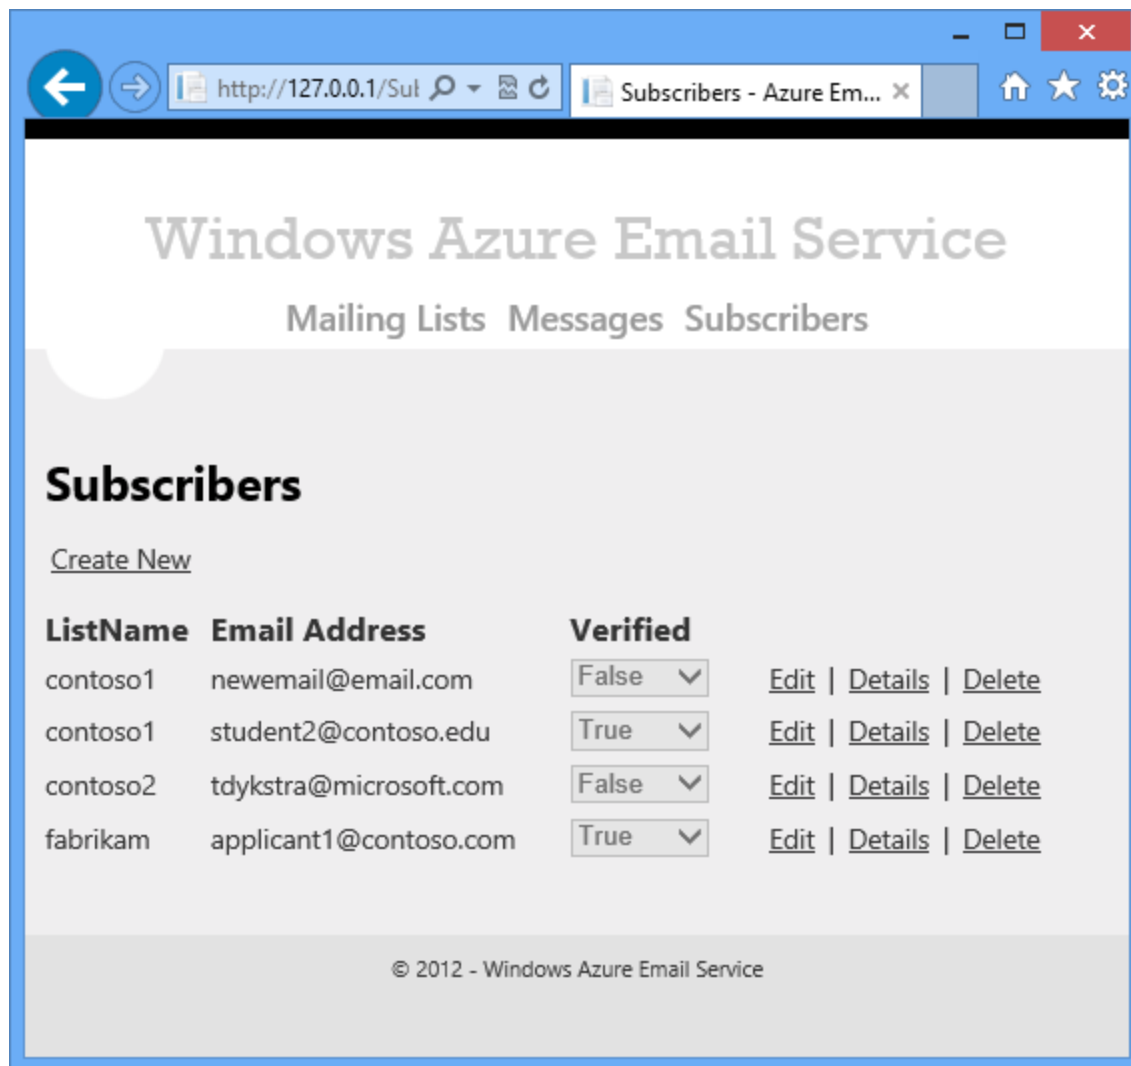 http://127.0.0.1/Sul
Subscribers - Azure Em...
Windows Azure Email Service
Mailing Lists Messages Subscribers
Subscribers
Create New
ListName Email Address Verified
contoso1 newemail@email.com False Edit | Details | Delete
contoso1 student2@contoso.edu True Edit | Details | Delete
contoso2 tdykstra@microsoft.com False Edit | Details | Delete
fabrikam applicant1@contoso.com True Edit | Details | Delete
© 2012 - Windows Azure Email Service